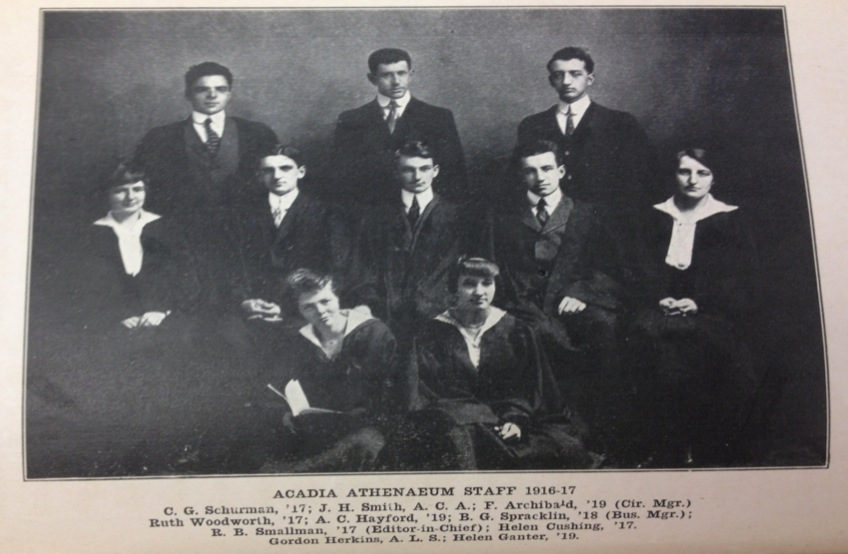 ACADIA ATHENAEUM STAFF 1916-17
C. G. Schurman, '17; J. H. Smith, A. C. A.; F. Archibald, '19 (Cir. Mgr.)
Ruth Woodworth, '17; A. C. Hayford, '19; B. G. Spracklin, '18 (Bus. Mgr.);
R. B. Smallman, '17 (Editor-in-Chief); Helen Cushing, '17.
Gordon Herkins, A. L. S.; Helen Ganter, '19.